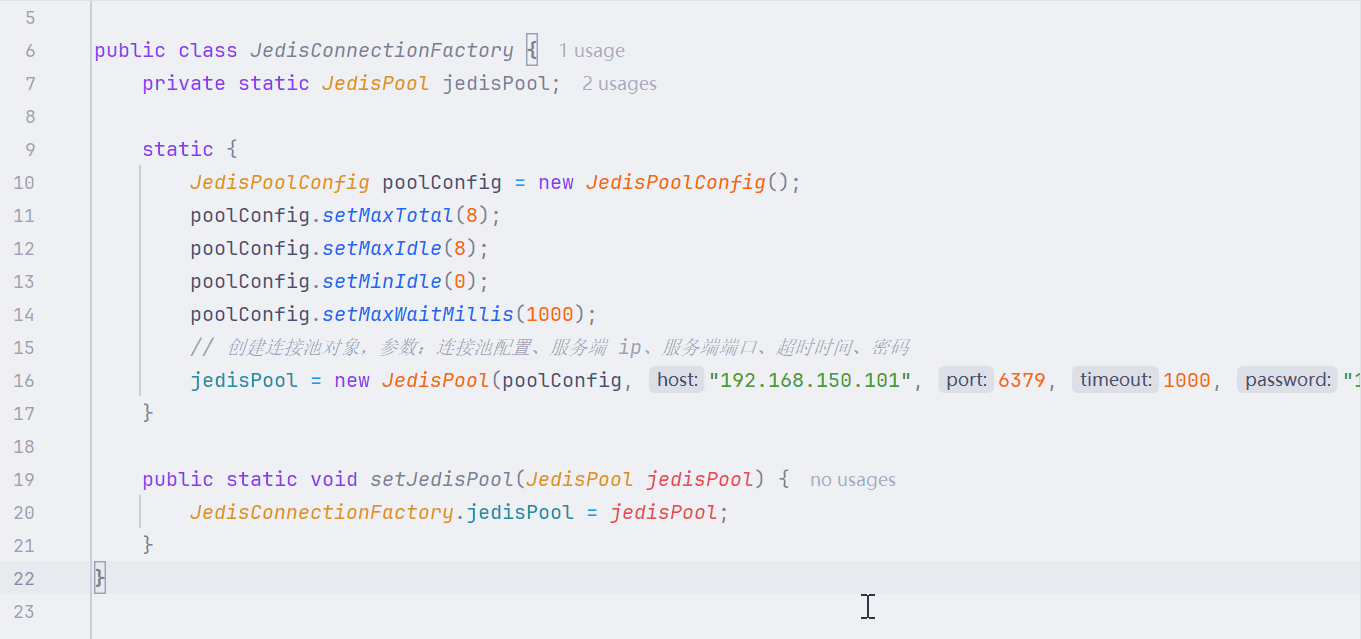 5
6 public class JedisConnectionFactory { 1 usage
7 private static JedisPool jedisPool; 2 usages
8
9 static {
10 JedisPoolConfig poolConfig = new JedisPoolConfig();
11 poolConfig.setMaxTotal(8);
12 poolConfig.setMaxIdle(8);
13 poolConfig.setMinIdle(0);
14 poolConfig.setMaxWaitMillis(1000);
15 // 创建连接池对象，参数：连接池配置、服务端 ip、服务端端口、超时时间、密码
16 jedisPool = new JedisPool(poolConfig, host: "192.168.150.101", port: 6379, timeout: 1000, password: "1
17 }
18
19 public static void setJedisPool(JedisPool jedisPool) { no usages
20 JedisConnectionFactory.jedisPool = jedisPool;
21 }
22 }
23